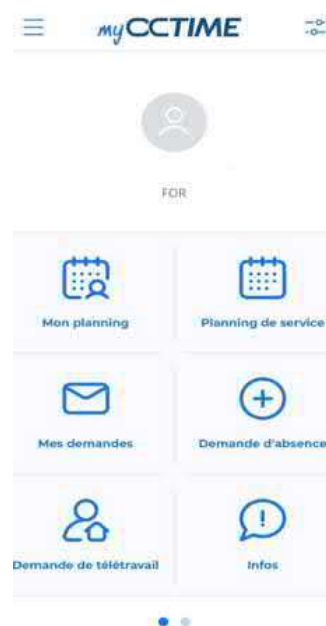 myCCTIME
FOR
Mon planning
Planning de service
Mes demandes
Demande d'absence
Demande de télétravail
Infos